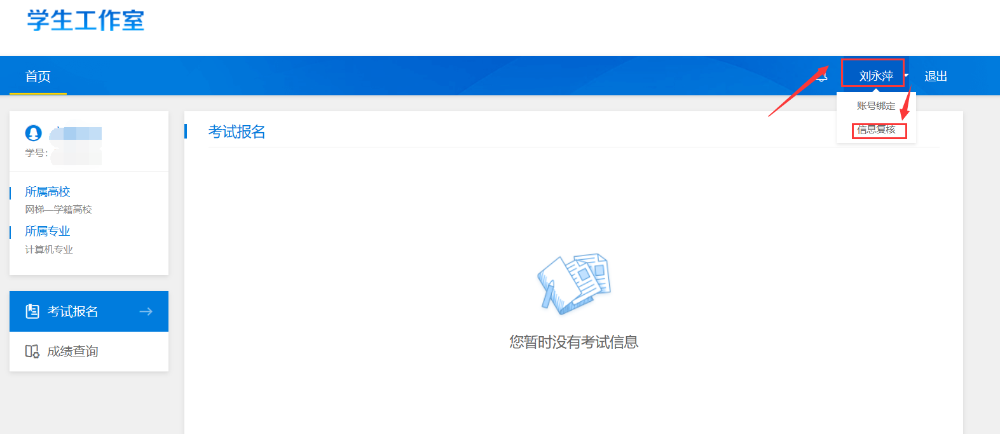 学生工作室
首页
刘永萍
退出
账号绑定
信息复核
学号:
所属高校
网梯—学籍高校
所属专业
计算机专业
考试报名
成绩查询
考试报名
您暂时没有考试信息